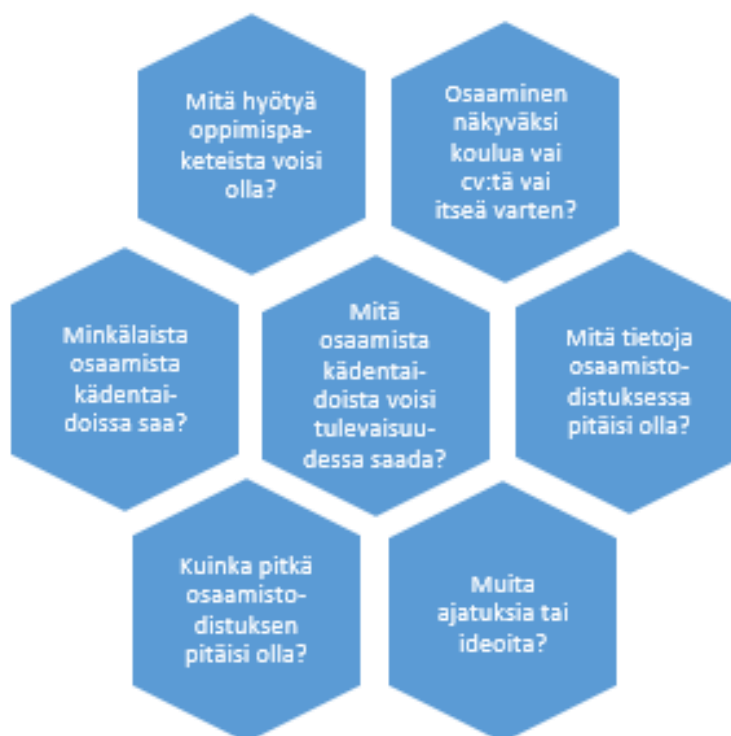 Mitä hyötyä
oppimispa-
keteista voisi
olla?
Osaaminen
näkyväksi
koulua vai
cv:tä vai
itseä varten?
Minkälaista
osaamista
kädentai-
doissa saa?
Mitä
osaamista
kädentai-
doista voisi
tulevaisuu-
dessa saada?
Mitä tietoja
osaamisto-
distuksessa
pitäisi olla?
Kuinka pitkä
osaamisto-
distuksen
pitäisi olla?
Muita
ajatuksia tai
ideoita?